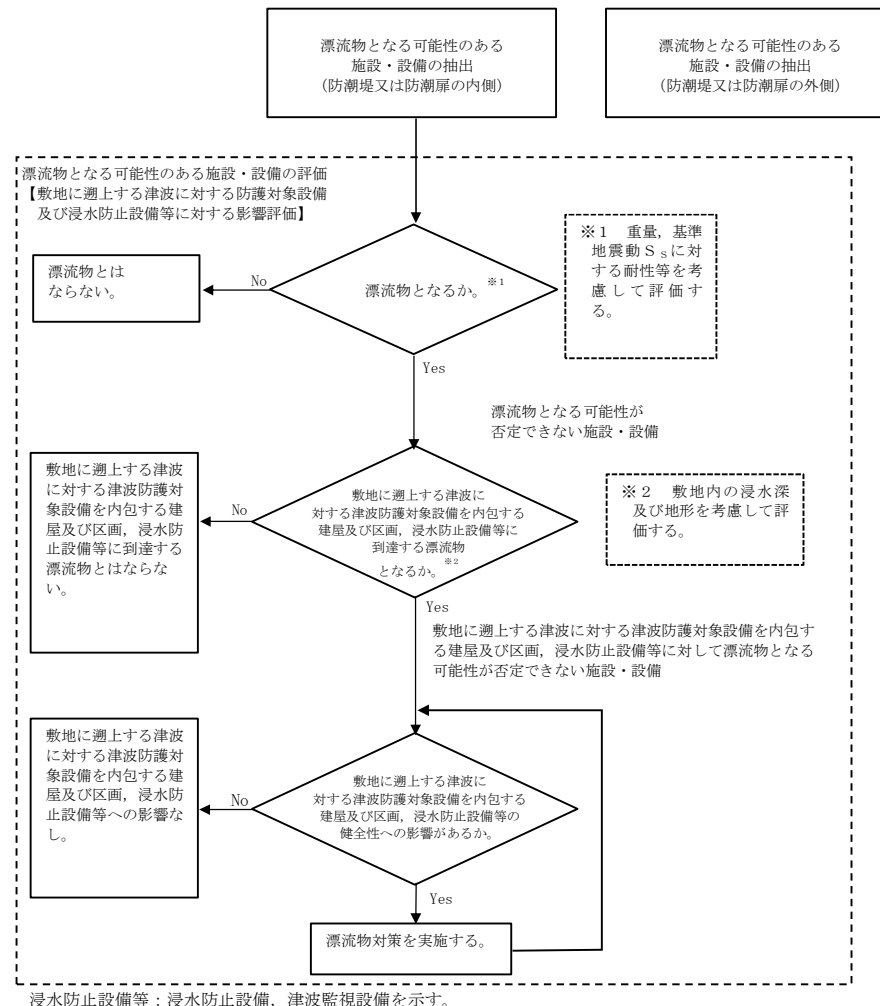 漂流物となる可能性のある
施設・設備の抽出
(防潮堤又は防潮扉の内側)
漂流物となる可能性のある
施設・設備の抽出
(防潮堤又は防潮扉の外側)
漂流物となる可能性のある施設・設備の評価
【敷地に遡上する津波に対する防護対象設備
及び浸水防止設備等に対する影響評価】
漂流物とは
ならない。
No
漂流物となるか。※1
※1 重量，基準
地震動Ｓsに対
する耐性等を考
慮して評価す
る。
Yes
漂流物となる可能性が
否定できない施設・設備
敷地に遡上する津波
に対する津波防護対
象設備を内包する建
屋及び区画，浸水防
止設備等に到達する
漂流物とはならな
い。
No
敷地に遡上する津波に
対する津波防護対象設備を内包する
建屋及び区画，浸水防止設備等に
到達する漂流物
となるか。※2
※２ 敷地内の浸水深
及び地形を考慮して評
価する。
Yes
敷地に遡上する津波に対する津波防護対象設備を内包す
る建屋及び区画，浸水防止設備等に対して漂流物となる
可能性が否定できない施設・設備
敷地に遡上する津波
に対する津波防護対
象設備を内包する建
屋及び区画，浸水防
止設備等への影響な
し。
No
敷地に遡上する津波に
対する津波防護対象設備を内包する
建屋及び区画，浸水防止設備等の
健全性への影響があるか。
Yes
漂流物対策を実施する。
浸水防止設備等：浸水防止設備，津波監視設備を示す。